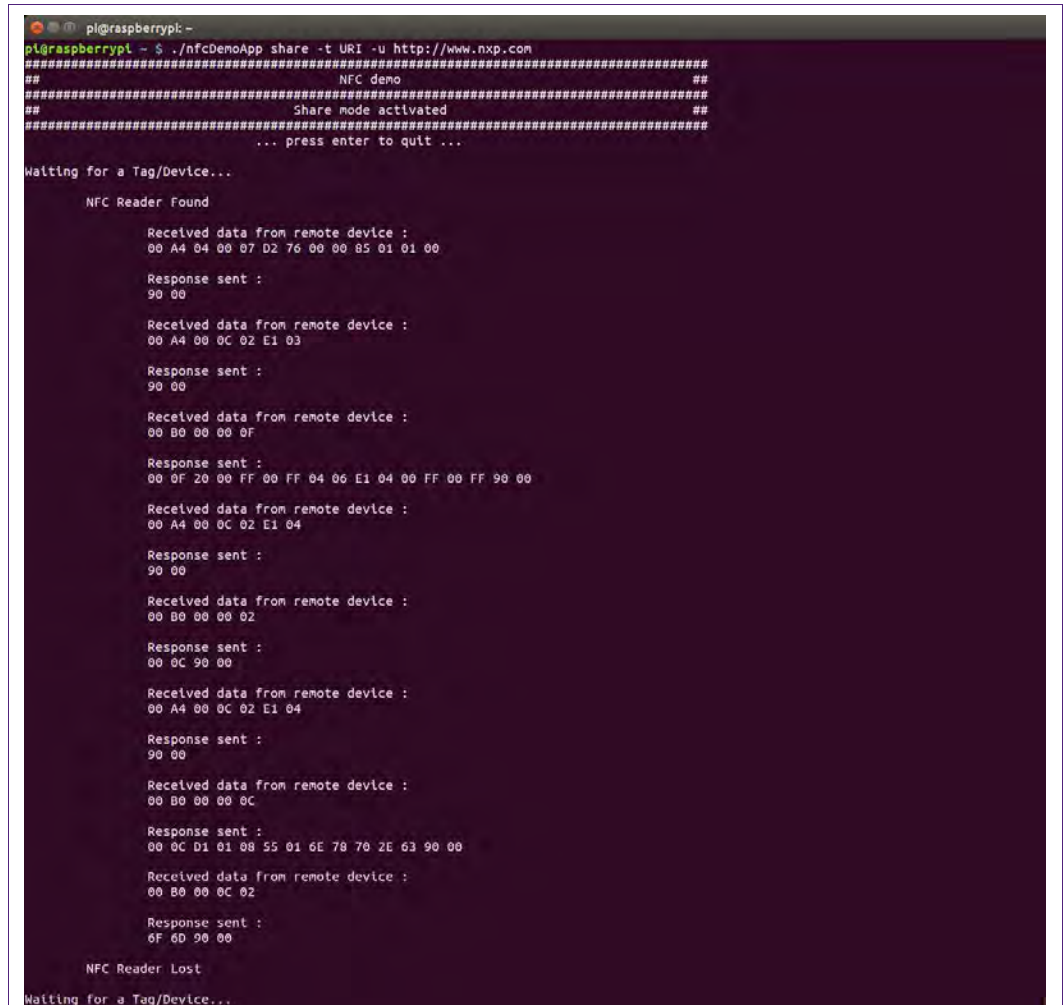 pi@raspberrypi: ~
pi@raspberrypi ~ $ ./nfcDemoApp share -t URI -u http://www.nxp.com
#########################################################################################
## NFC demo ##
#########################################################################################
## Share mode activated ##
#########################################################################################
... press enter to quit ...
Waiting for a Tag/Device...
NFC Reader Found
Received data from remote device :
00 A4 04 00 07 D2 76 00 00 85 01 01 00
Response sent :
90 00
Received data from remote device :
00 A4 00 0C 02 E1 03
Response sent :
90 00
Received data from remote device :
00 B0 00 00 0F
Response sent :
00 0F 20 00 FF 00 FF 04 06 E1 04 00 FF 00 FF 90 00
Received data from remote device :
00 A4 00 0C 02 E1 04
Response sent :
90 00
Received data from remote device :
00 B0 00 00 02
Response sent :
00 0C 90 00
Received data from remote device :
00 A4 00 0C 02 E1 04
Response sent :
90 00
Received data from remote device :
00 B0 00 00 0C
Response sent :
00 0C D1 01 08 55 01 6E 78 70 2E 63 90 00
Received data from remote device :
00 B0 00 0C 02
Response sent :
6F 6D 90 00
NFC Reader Lost
Waiting for a Tag/Device...